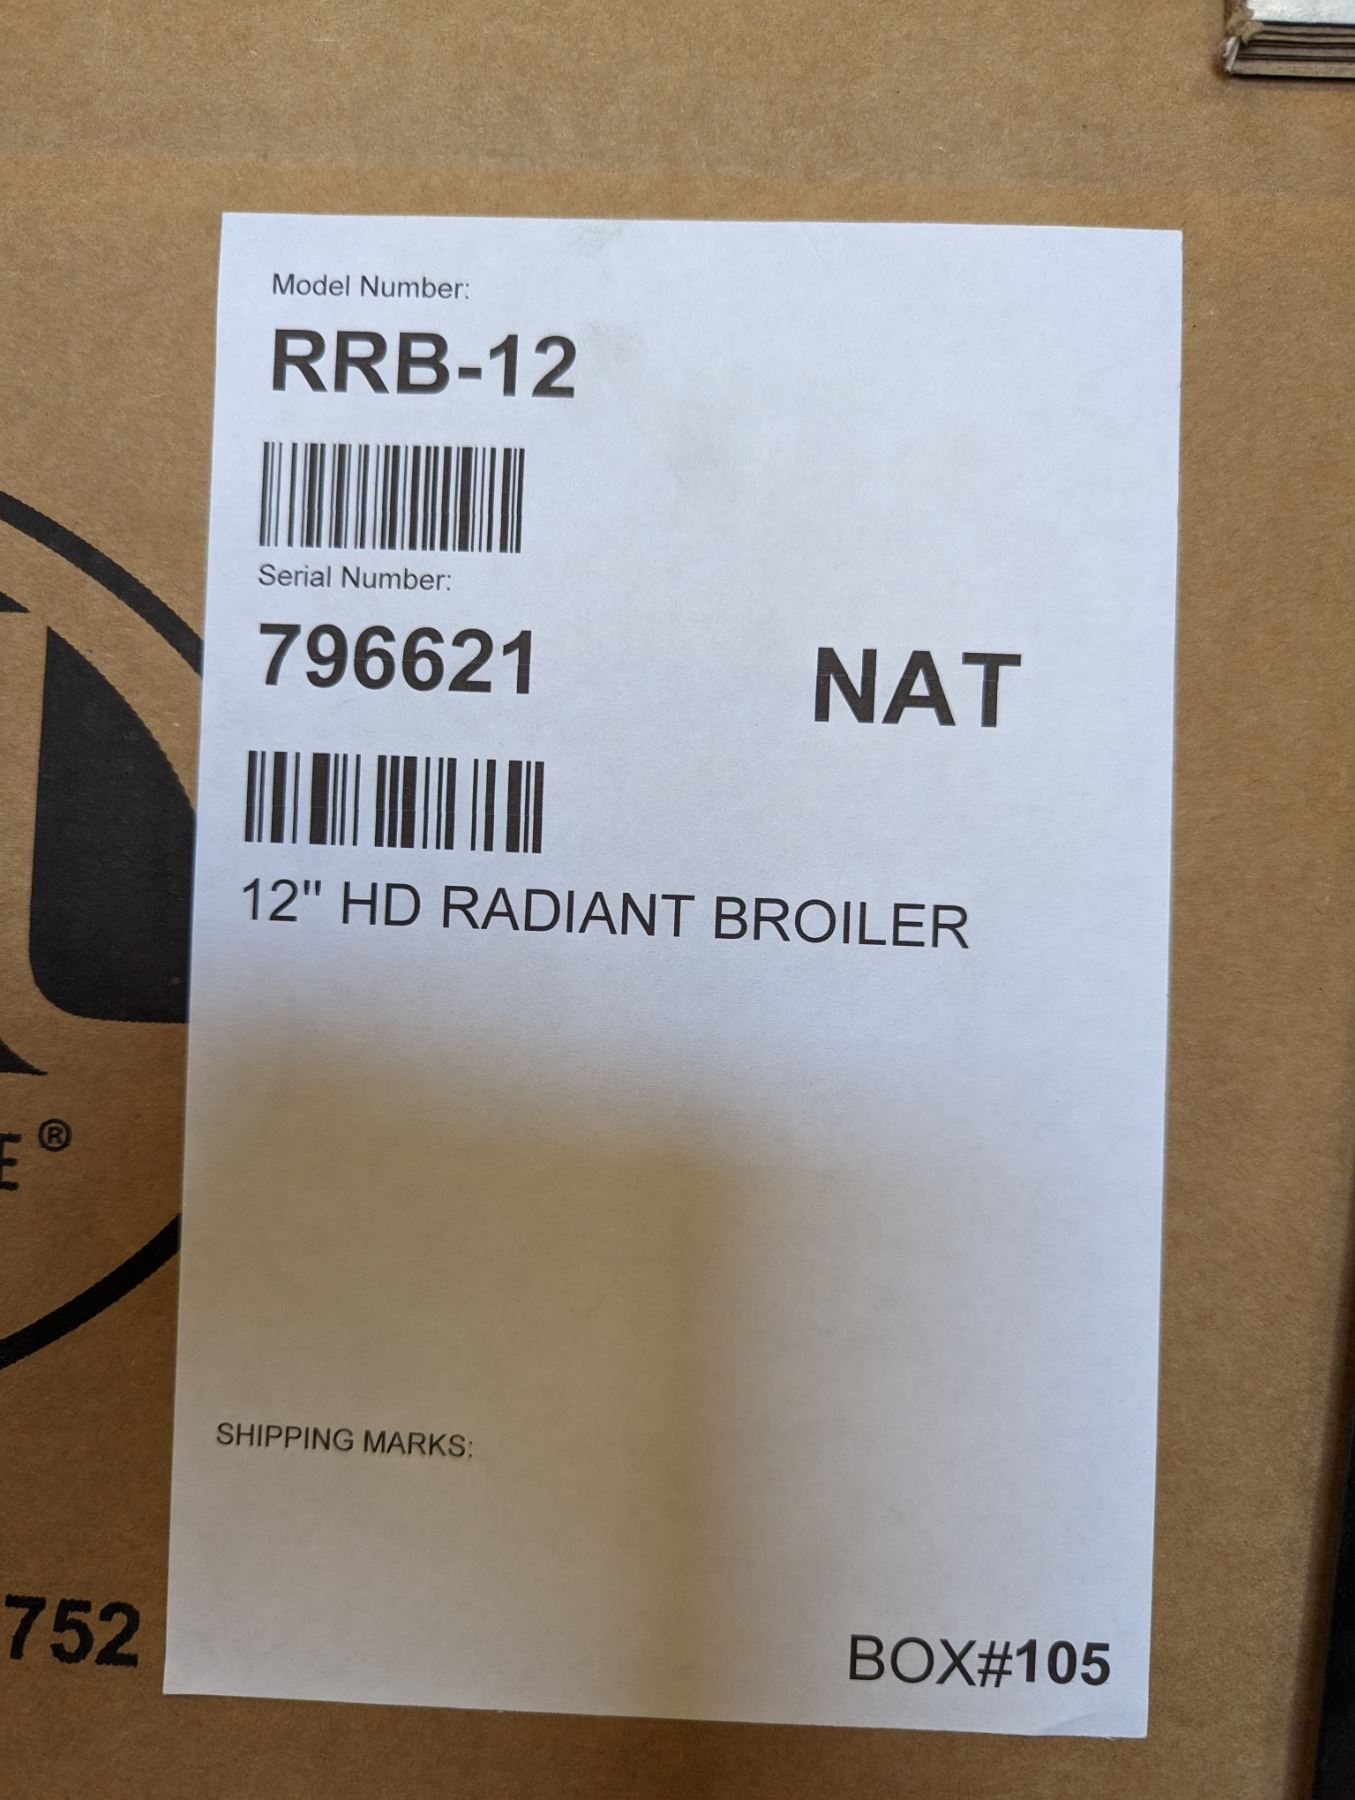 Model Number:
RRB-12
Serial Number:
796621
NAT
12" HD RADIANT BROILER
SHIPPING MARKS:
BOX#105
E®
752